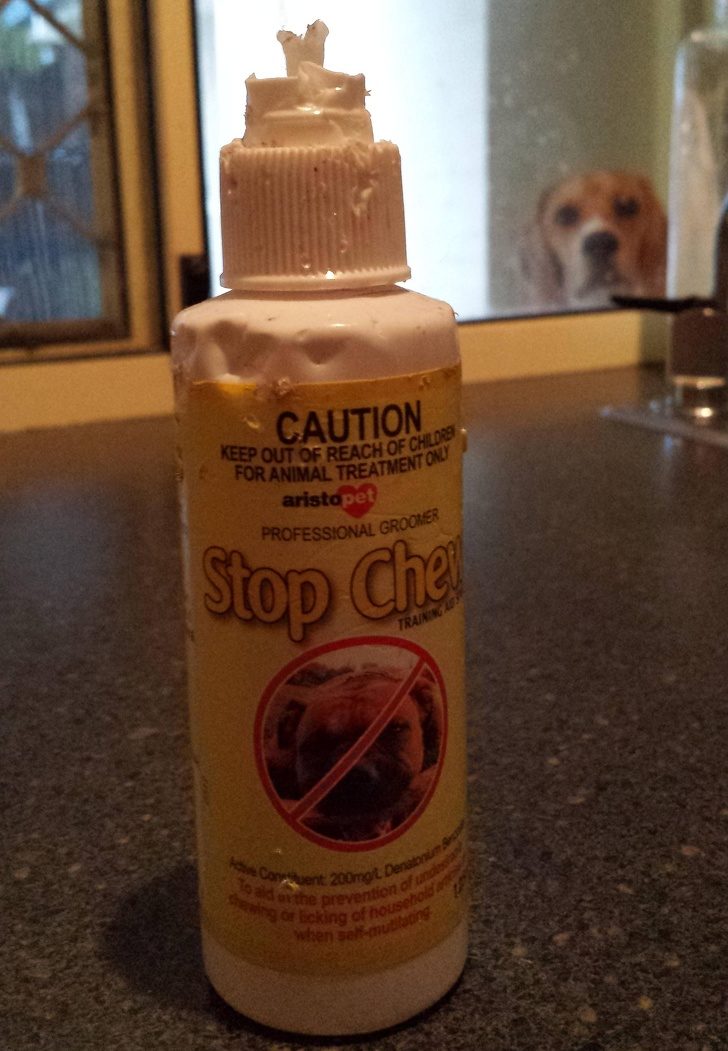 CAUTION
KEEP OUT OF REACH OF CHILDREN
FOR ANIMAL TREATMENT ONLY
aristopet
PROFESSIONAL GROOMER
Stop Chew
TRAINING AID
Active Constituent: 200mg/L Denatonium
To aid in the prevention of
chewing or licking of household
when self-mutilating